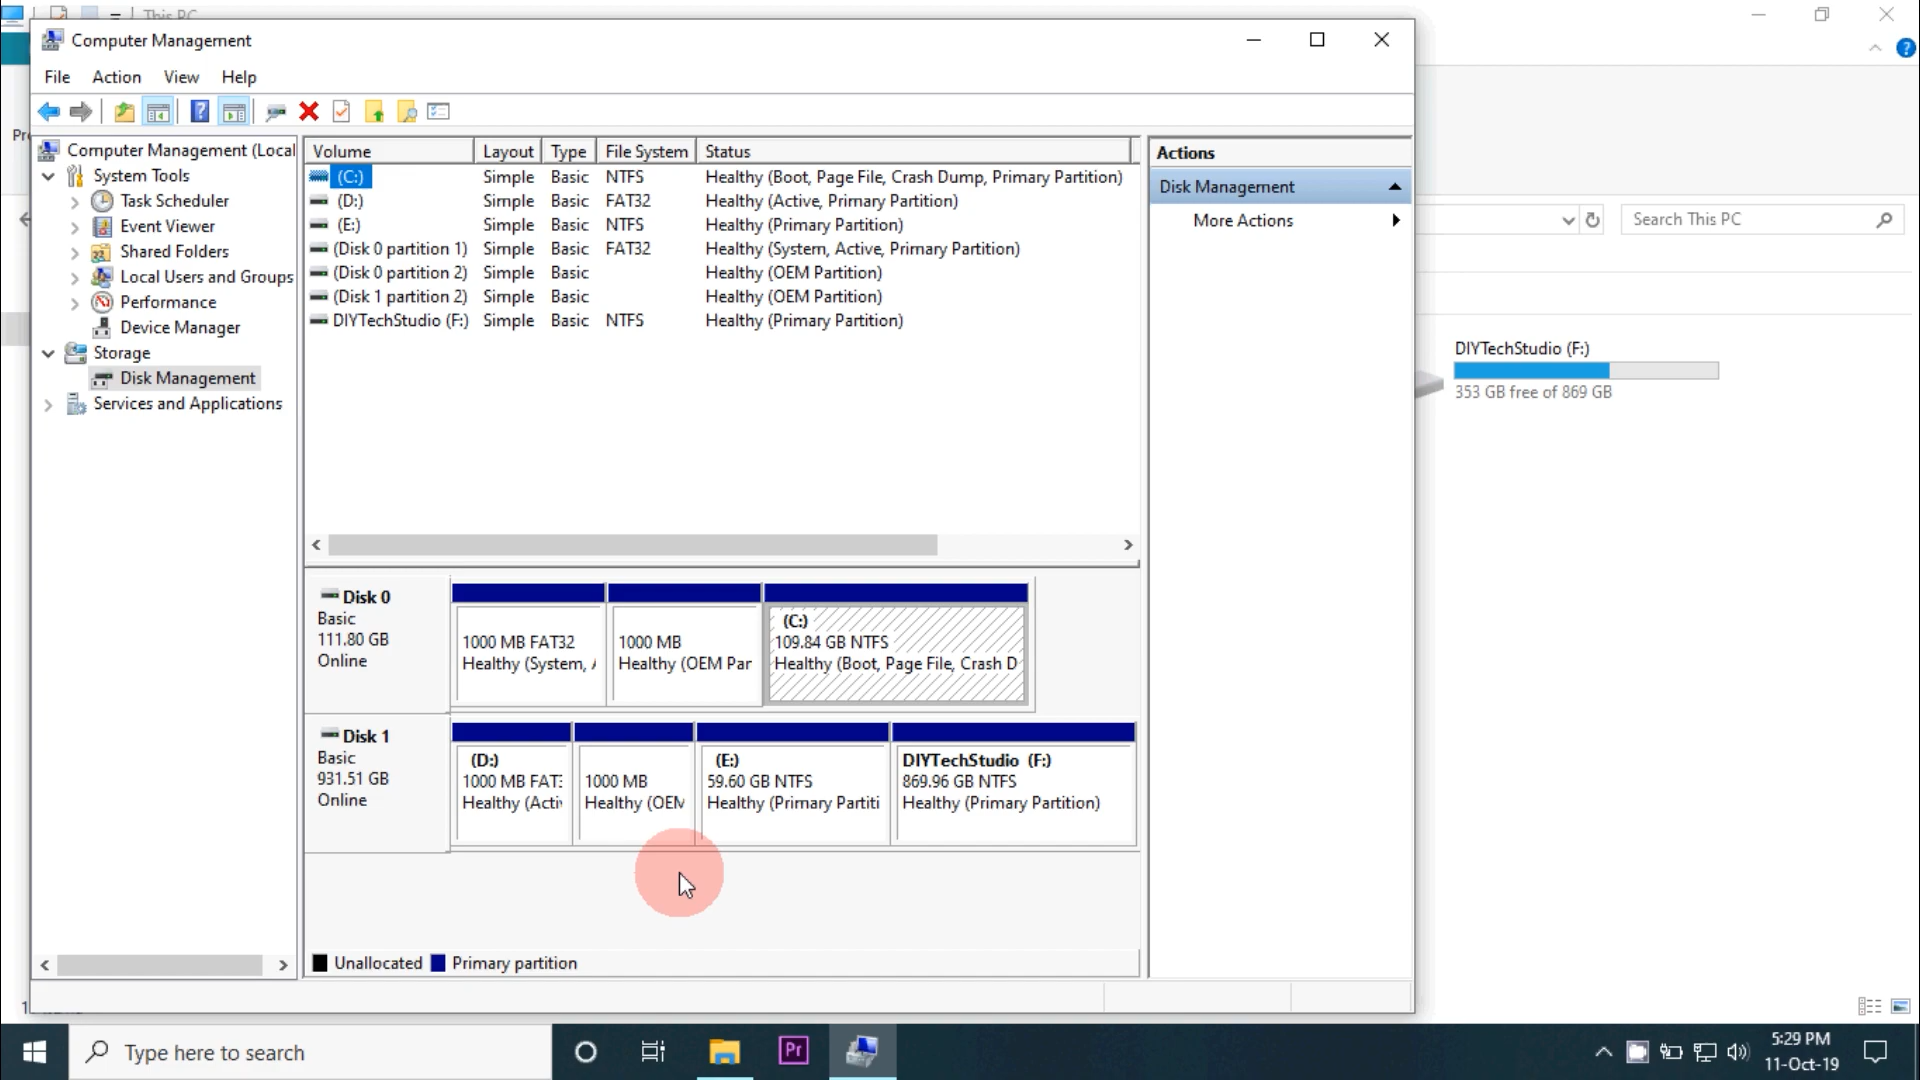 This PC
Computer Management
File Action View Help
Computer Management (Local
System Tools
Task Scheduler
Event Viewer
Shared Folders
Local Users and Groups
Performance
Device Manager
Storage
Disk Management
Services and Applications
Volume Layout Type File System Status
(C:) Simple Basic NTFS Healthy (Boot, Page File, Crash Dump, Primary Partition)
(D:) Simple Basic FAT32 Healthy (Active, Primary Partition)
(E:) Simple Basic NTFS Healthy (Primary Partition)
(Disk 0 partition 1) Simple Basic FAT32 Healthy (System, Active, Primary Partition)
(Disk 0 partition 2) Simple Basic Healthy (OEM Partition)
(Disk 1 partition 2) Simple Basic Healthy (OEM Partition)
DIYTechStudio (F:) Simple Basic NTFS Healthy (Primary Partition)
Disk 0
Basic
111.80 GB
Online
1000 MB FAT32
Healthy (System, A
1000 MB
Healthy (OEM Par
(C:)
109.84 GB NTFS
Healthy (Boot, Page File, Crash D
Disk 1
Basic
931.51 GB
Online
(D:)
1000 MB FAT
Healthy (Activ
1000 MB
Healthy (OEM
(E:)
59.60 GB NTFS
Healthy (Primary Partiti
DIYTechStudio (F:)
869.96 GB NTFS
Healthy (Primary Partition)
Unallocated Primary partition
Actions
Disk Management
More Actions
Search This PC
DIYTechStudio (F:)
353 GB free of 869 GB
Type here to search
Pr
5:29 PM
11-Oct-19